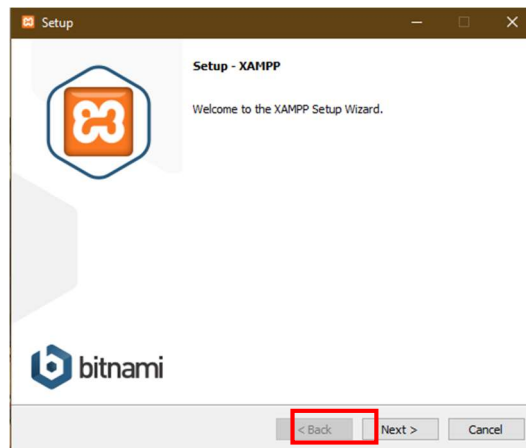 Setup
Setup - XAMPP
Welcome to the XAMPP Setup Wizard.
bitnami
< Back
Next >
Cancel